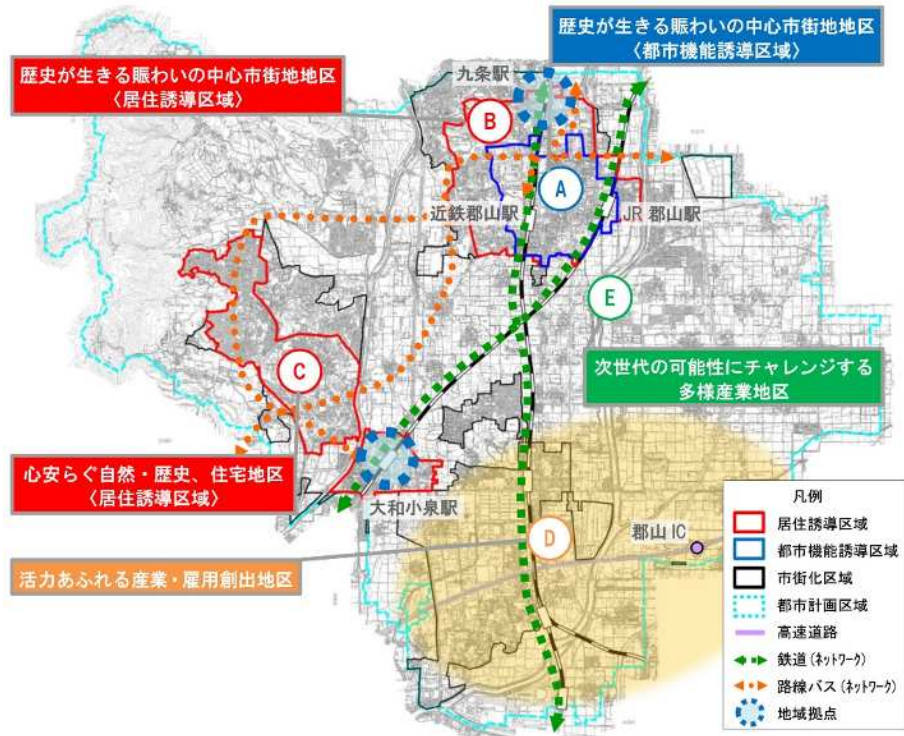 歴史が生きる賑わいの中心市街地地区
〈都市機能誘導区域〉
歴史が生きる賑わいの中心市街地地区
〈居住誘導区域〉
九条駅
B
A
近鉄郡山駅
JR 郡山駅
E
次世代の可能性にチャレンジする
多様産業地区
C
心安らぐ自然・歴史、住宅地区
〈居住誘導区域〉
大和小泉駅
D
郡山 IC
活力あふれる産業・雇用創出地区
凡例
居住誘導区域
都市機能誘導区域
市街化区域
都市計画区域
高速道路
鉄道（ネットワーク）
路線バス（ネットワーク）
地域拠点